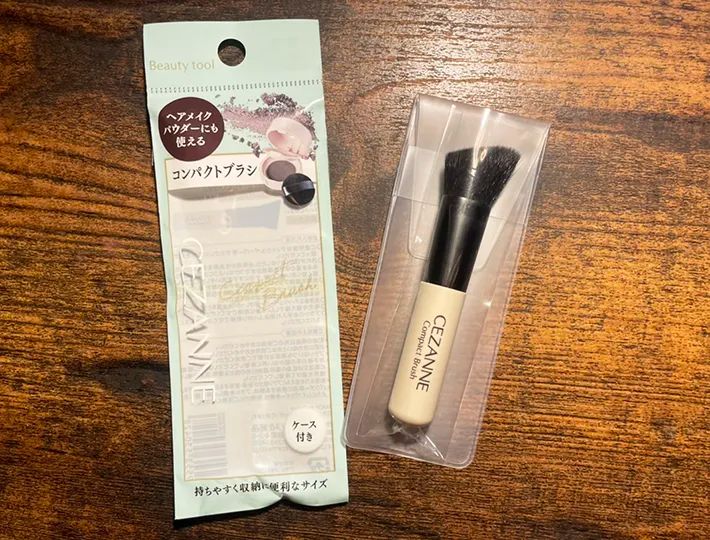 Beauty tool
ヘアメイク
パウダーにも
使える
コンパクトブラシ
CEZANNE
Compact
Brush
ケース
付き
持ちやすく収納に便利なサイズ
CEZANNE
Compact Brush